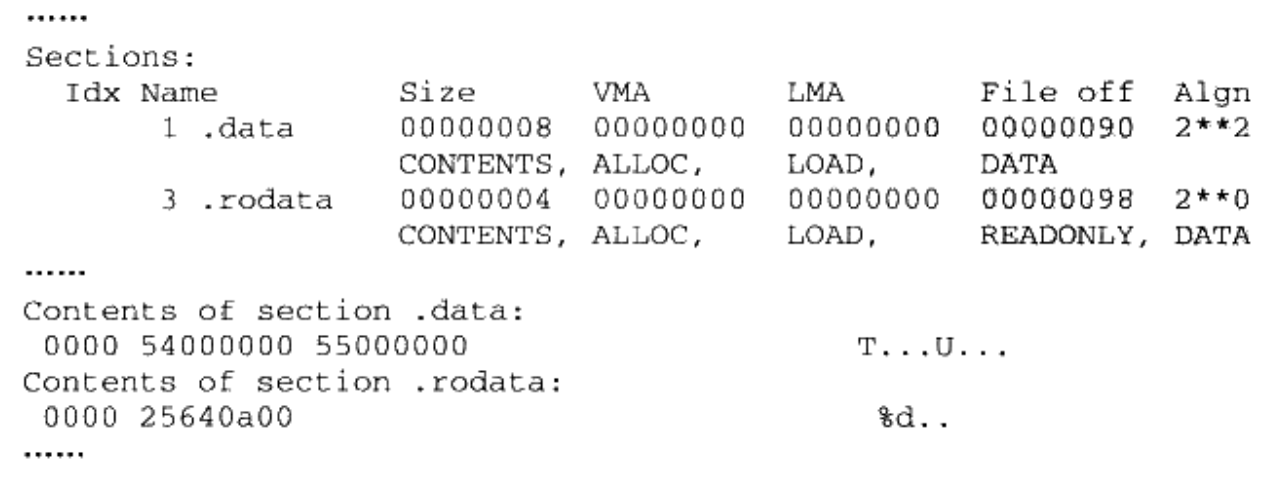 ......
Sections:
Idx Name Size VMA LMA File off Algn
1 .data 00000008 00000000 00000000 00000090 2**2
CONTENTS, ALLOC, LOAD, DATA
3 .rodata 00000004 00000000 00000000 00000098 2**0
CONTENTS, ALLOC, LOAD, READONLY, DATA
......
Contents of section .data:
0000 54000000 55000000 T...U...
Contents of section .rodata:
0000 25640a00 %d..
......